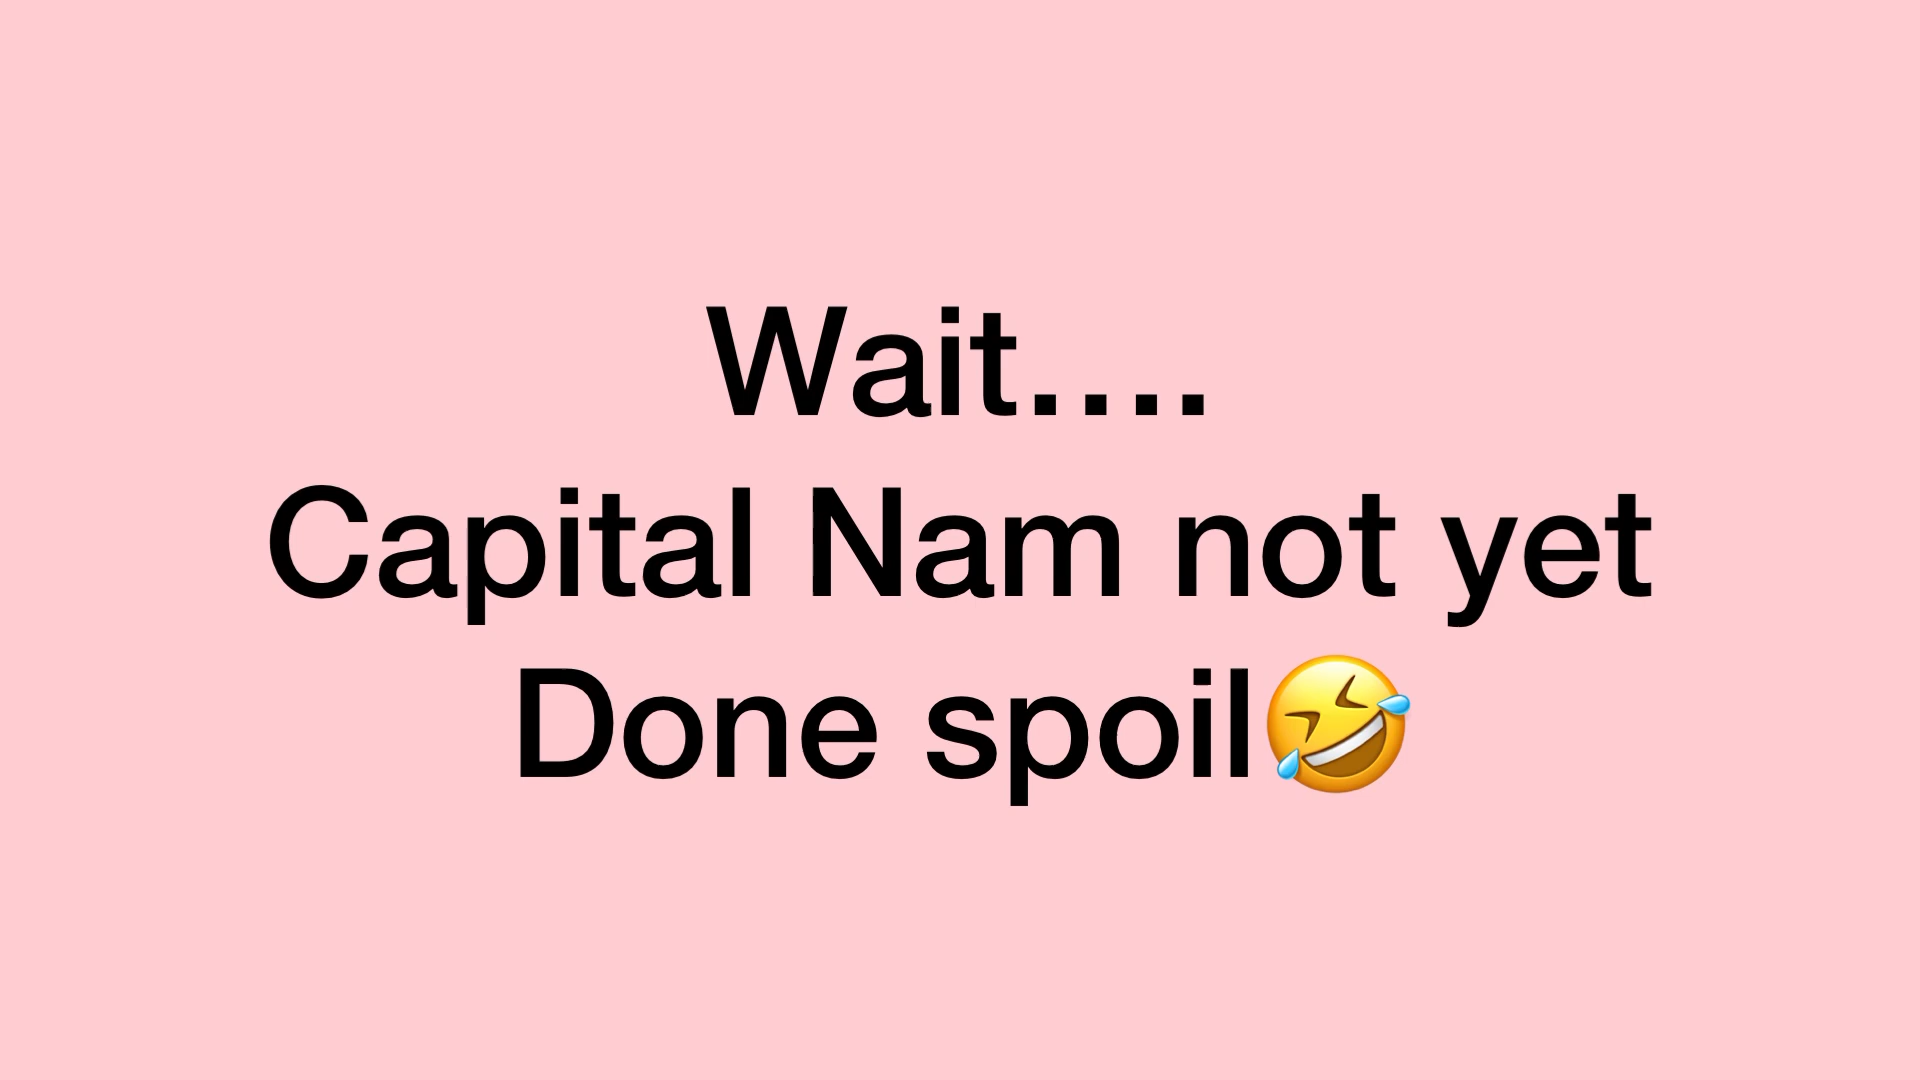 Wait....
Capital Nam not yet
Done spoil🤣